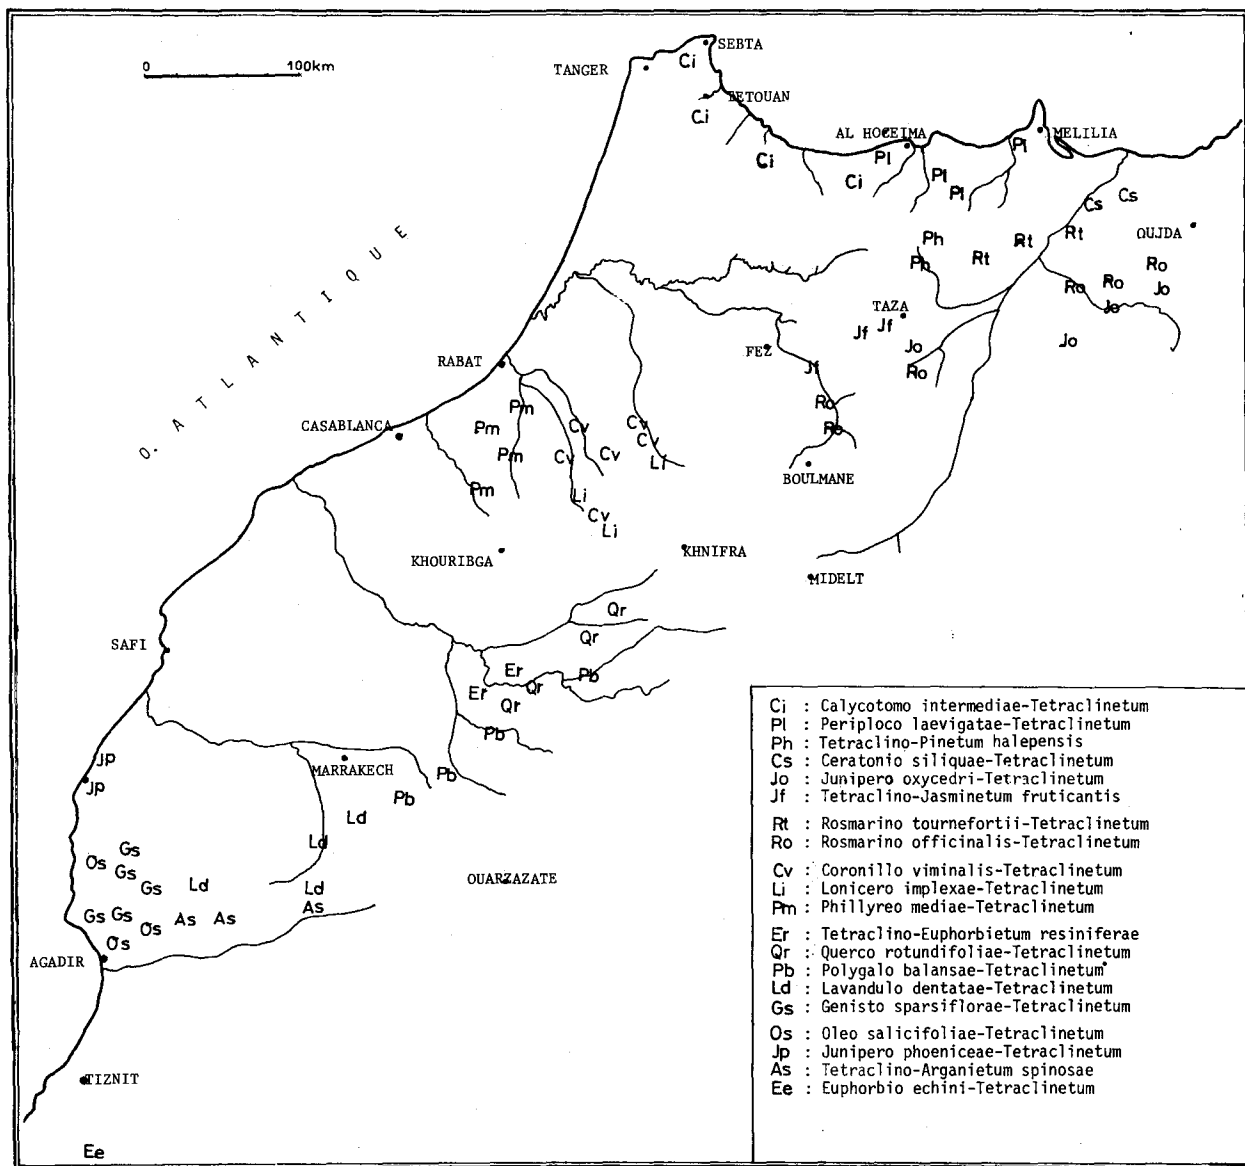 SEBTA
0 100km
Ci
TANGER
TETOUAN
Ci
AL HOCEIMA MELILIA
Ci Pl Pl
Ci Pl Pl
Cs Cs
O. ATLANTIQUE
Ph Rt Rt Rt OUJDA
Ph Ro Ro Ro
Jo Jo
TAZA
Jf Jf
Jo Jo
FEZ
RABAT
Jf Ro
Pm Ro
CASABLANCA
Pm Cv Cv Ro
Cv
Pm Cv Cv Li
BOULMANE
Pm Li
Cv
Li
KHOURIBGA KHNIFRA
MIDELT
Qr
Qr
SAFI
Er Pb
Er Qr
Qr
Pb
Jp
MARRAKECH Pb
Jp
Pb
Ld
Ld
Gs
Os
Gs
Gs Ld Ld OUARZAZATE
As
Gs Gs As As
Os
Os
AGADIR
TIZNIT
Ee
Ci : Calycotomo intermediae-Tetraclinetum
Pl : Periploco laevigatae-Tetraclinetum
Ph : Tetraclino-Pinetum halepensis
Cs : Ceratonio siliquae-Tetraclinetum
Jo : Junipero oxycedri-Tetraclinetum
Jf : Tetraclino-Jasminetum fruticantis
Rt : Rosmarino tournefortii-Tetraclinetum
Ro : Rosmarino officinalis-Tetraclinetum
Cv : Coronillo viminalis-Tetraclinetum
Li : Lonicero implexae-Tetraclinetum
Pm : Phillyreo mediae-Tetraclinetum
Er : Tetraclino-Euphorbietum resiniferae
Qr : Querco rotundifoliae-Tetraclinetum
Pb : Polygalo balansae-Tetraclinetum
Ld : Lavandulo dentatae-Tetraclinetum
Gs : Genisto sparsiflorae-Tetraclinetum
Os : Oleo salicifoliae-Tetraclinetum
Jp : Junipero phoeniceae-Tetraclinetum
As : Tetraclino-Arganietum spinosae
Ee : Euphorbio echini-Tetraclinetum